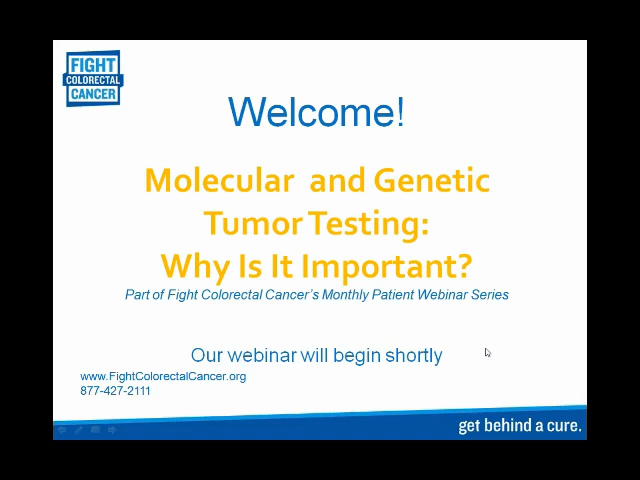 FIGHT
COLORECTAL
CANCER
Welcome!
Molecular and Genetic
Tumor Testing:
Why Is It Important?
Part of Fight Colorectal Cancer's Monthly Patient Webinar Series
Our webinar will begin shortly
www.FightColorectalCancer.org
877-427-2111
get behind a cure.